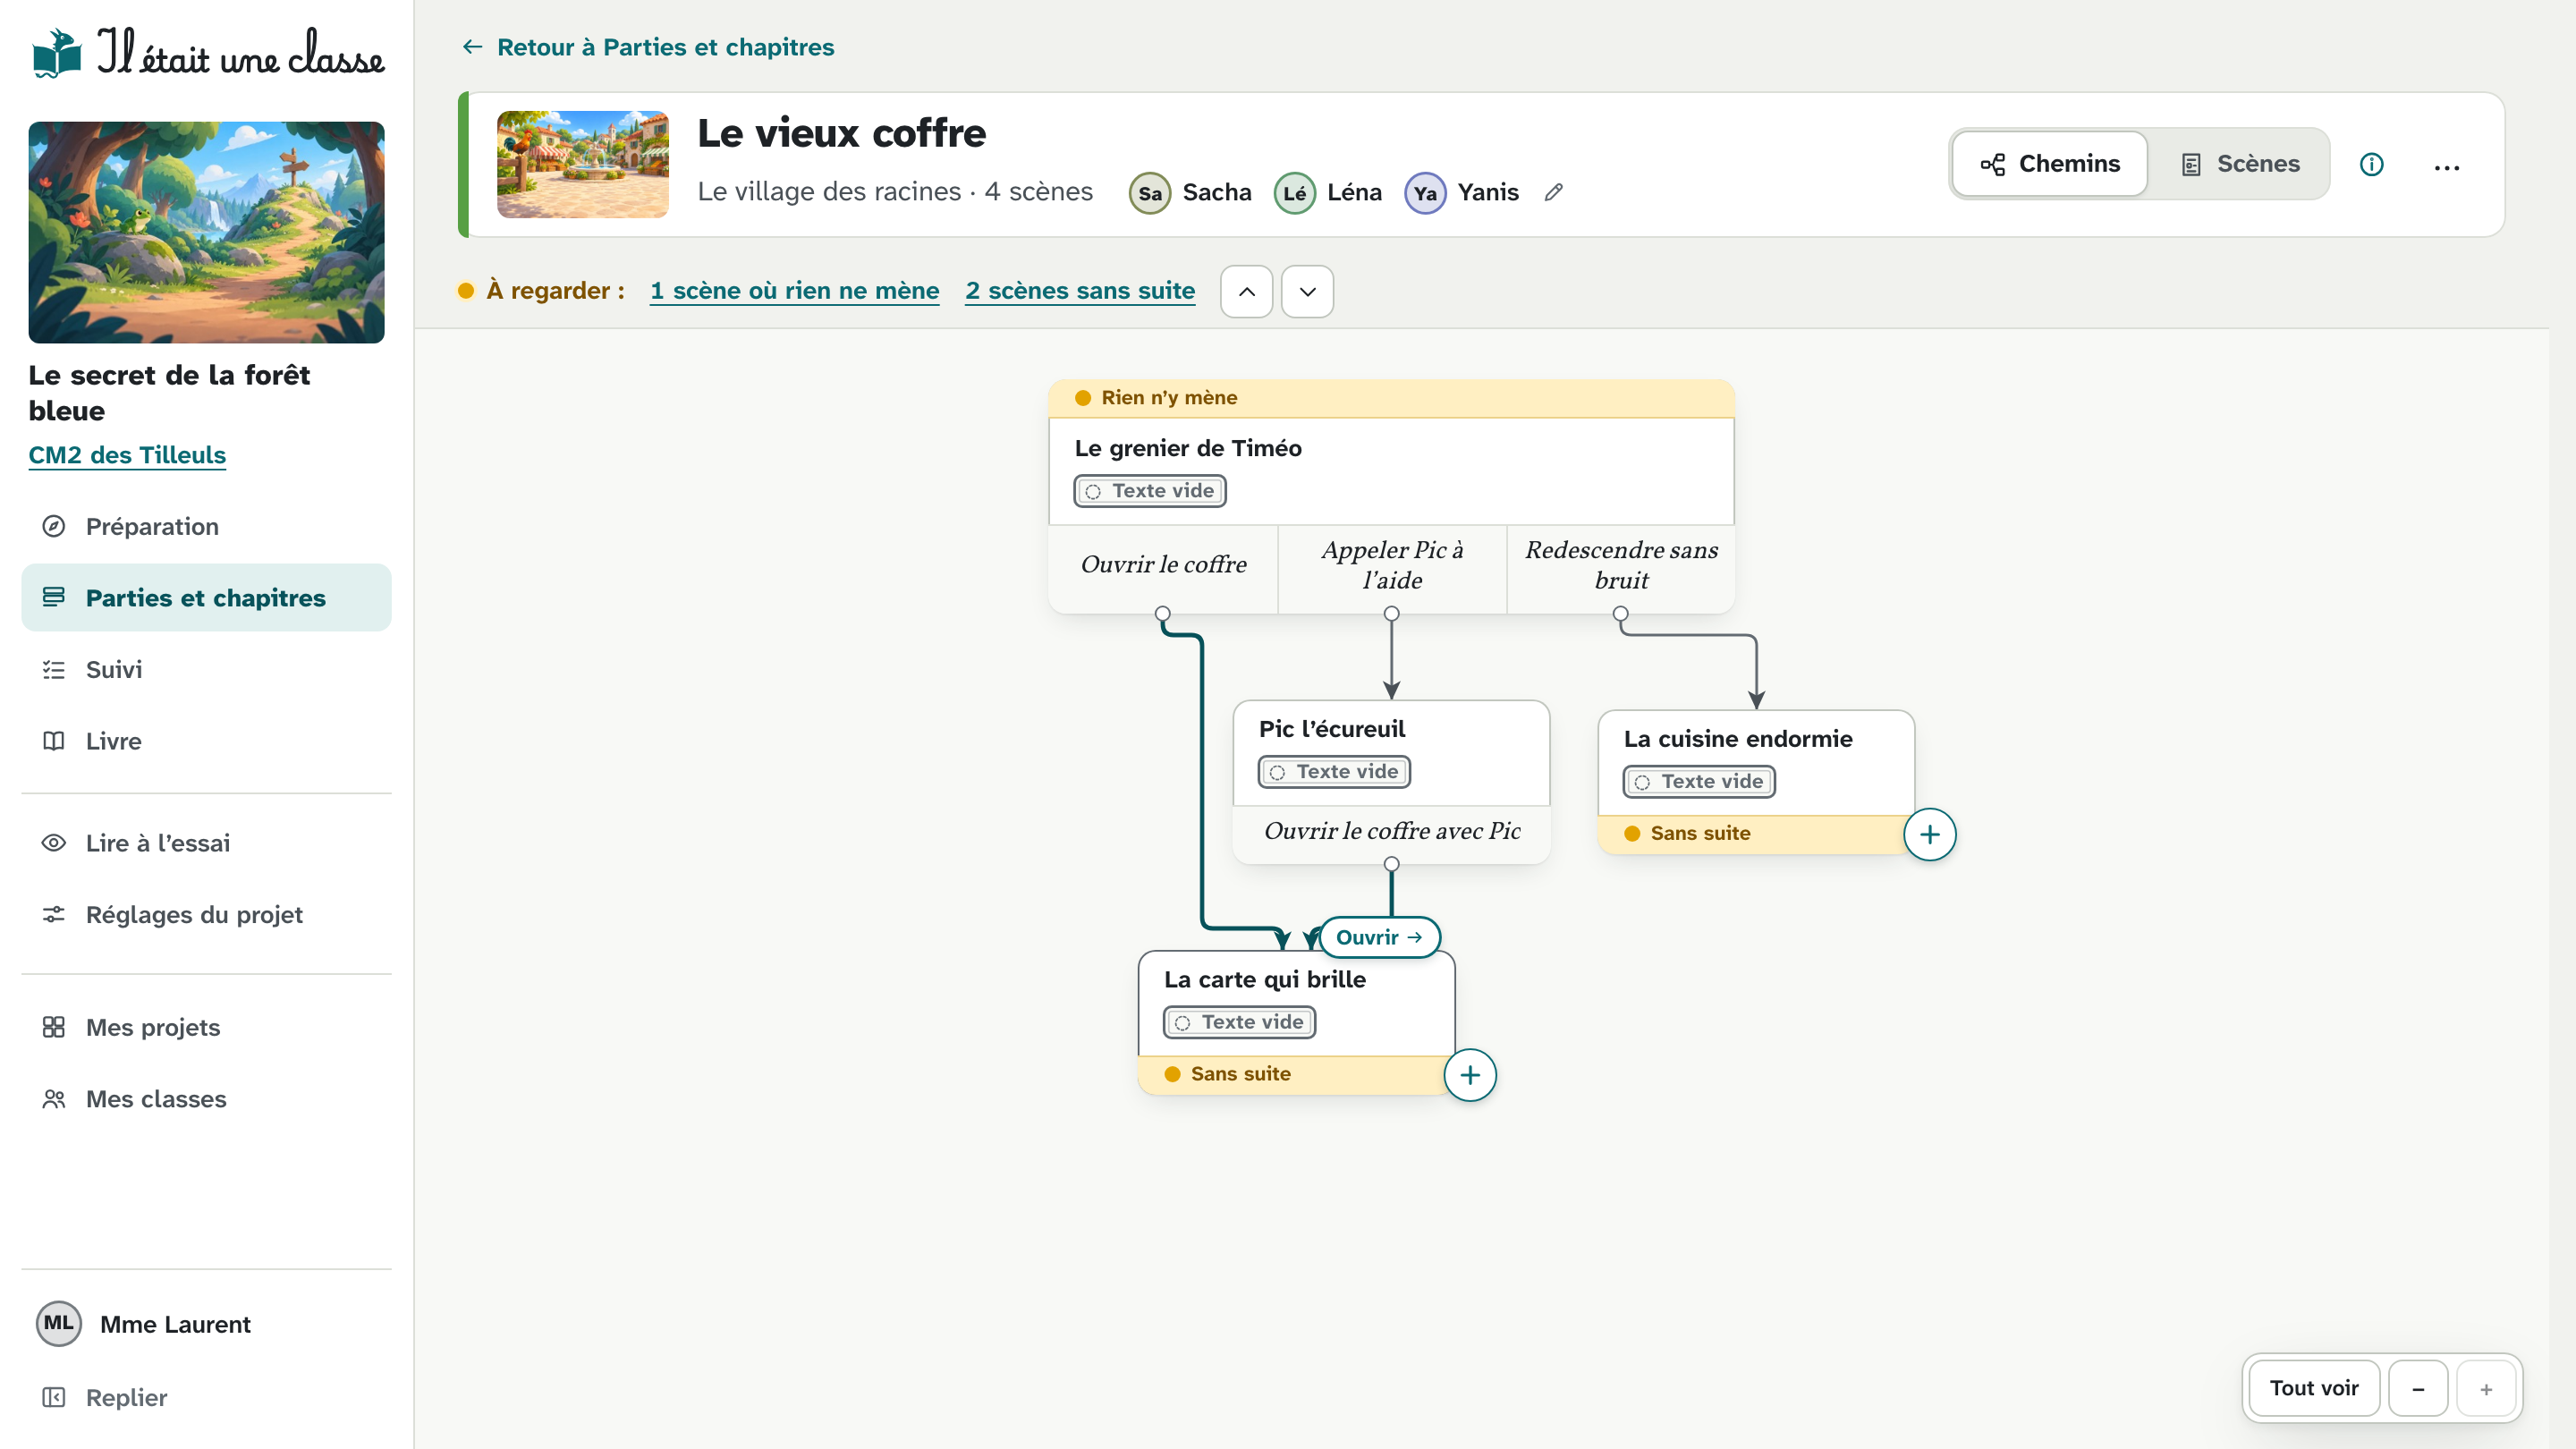 Il était une classe
Le secret de la forêt
bleue
CM2 des Tilleuls
Préparation
Parties et chapitres
Suivi
Livre
Lire à l’essai
Réglages du projet
Mes projets
Mes classes
ML Mme Laurent
Replier
← Retour à Parties et chapitres
Le vieux coffre
Le village des racines · 4 scènes Sa Sacha Lé Léna Ya Yanis
Chemins Scènes
À regarder : 1 scène où rien ne mène 2 scènes sans suite
Rien n’y mène
Le grenier de Timéo
Texte vide
Ouvrir le coffre
Appeler Pic à
l’aide
Redescendre sans
bruit
Pic l’écureuil
Texte vide
Ouvrir le coffre avec Pic
La cuisine endormie
Texte vide
Sans suite
+
Ouvrir →
La carte qui brille
Texte vide
Sans suite
+
Tout voir − +